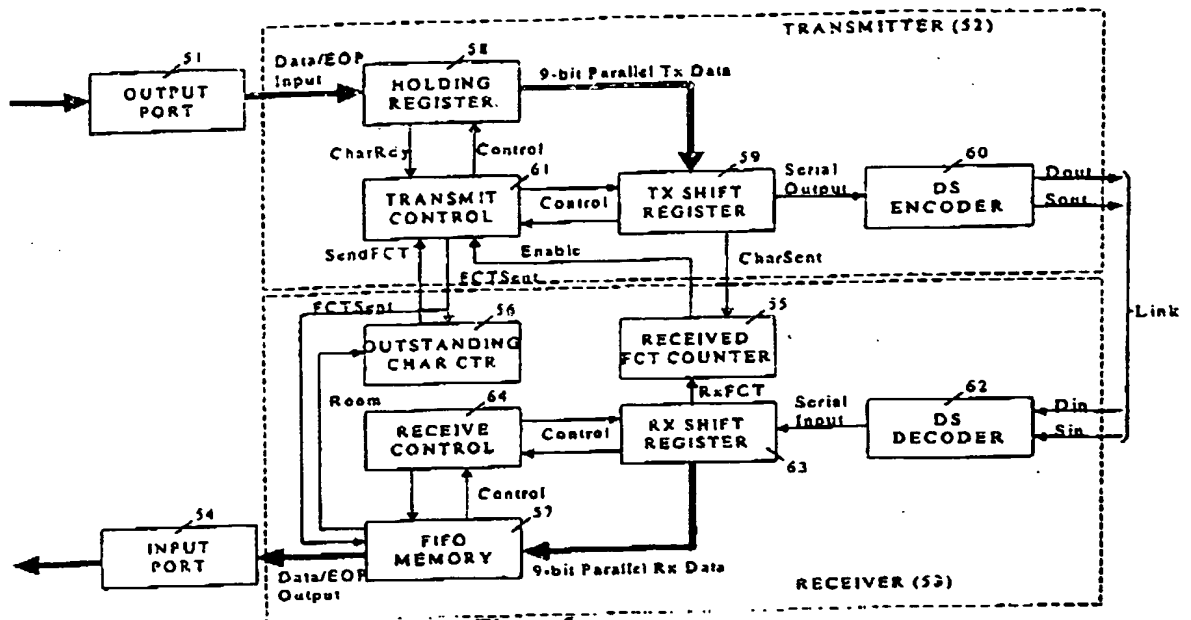 TRANSMITTER (52)
51
OUTPUT
PORT
Data/EOP
Input
58
HOLDING
REGISTER
9-bit Parallel Tx Data
CharRdy
Control
61
TRANSMIT
CONTROL
Control
59
TX SHIFT
REGISTER
Serial
Output
60
DS
ENCODER
Dout
Sout
SendFCT
Enable
FCTSent
CharSent
FCTSent
56
OUTSTANDING
CHAR CTR
55
RECEIVED
FCT COUNTER
Link
Room
RxFCT
64
RECEIVE
CONTROL
Control
RX SHIFT
REGISTER
63
Serial
Input
62
DS
DECODER
Din
Sin
Control
54
INPUT
PORT
57
FIFO
MEMORY
Data/EOP
Output
9-bit Parallel Rx Data
RECEIVER (53)